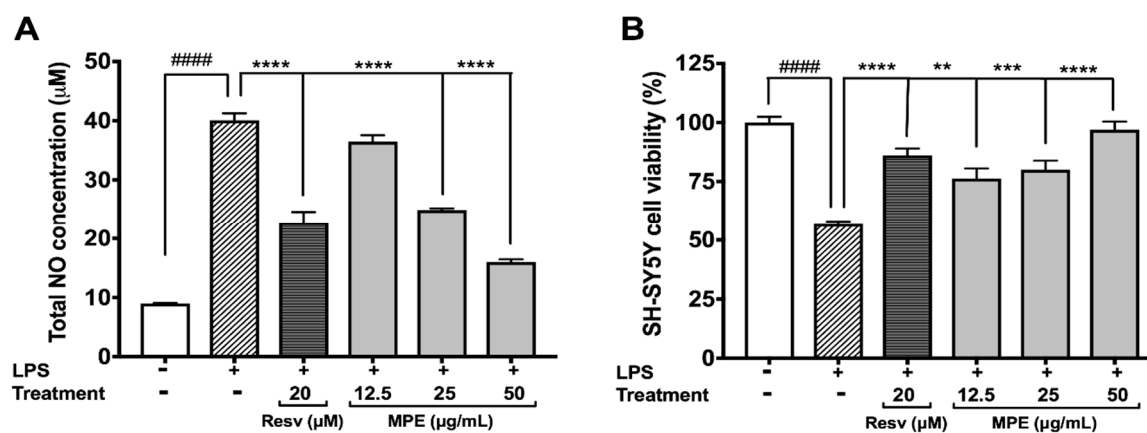 A
Total NO concentration (μM)
50
40
30
20
10
0
####
****
****
****
LPS - + + + + +
Treatment - - 20 12.5 25 50
Resv (μM) MPE (μg/mL)
B
SH-SY5Y cell viability (%)
125
100
75
50
25
0
####
****
**
***
****
LPS - + + + + +
Treatment - - 20 12.5 25 50
Resv (μM) MPE (μg/mL)